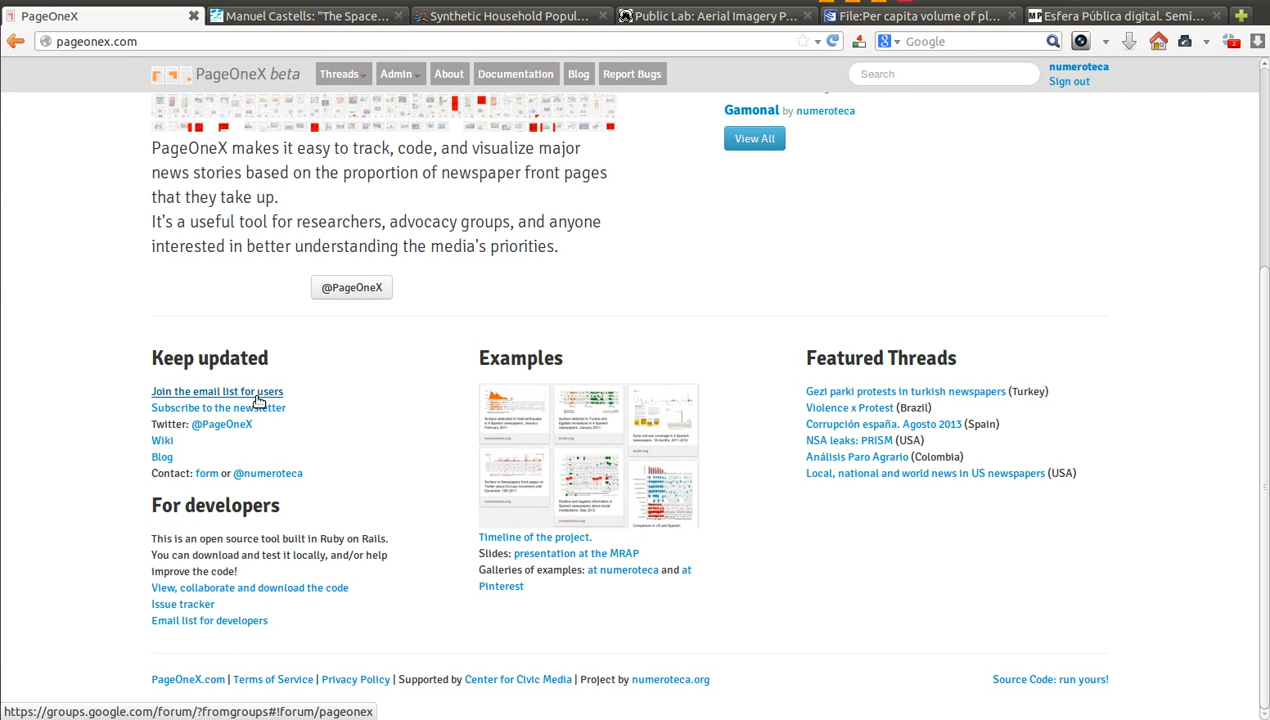 PageOneX
Manuel Castells: "The Space...
Synthetic Household Popul...
Public Lab: Aerial Imagery P...
File:Per capita volume of pl...
Esfera Pública digital. Semi...
pageonex.com
Google
PageOneX beta
Threads
Admin
About
Documentation
Blog
Report Bugs
Search
numeroteca
Sign out
Gamonal by numeroteca
View All
PageOneX makes it easy to track, code, and visualize major
news stories based on the proportion of newspaper front pages
that they take up.
It's a useful tool for researchers, advocacy groups, and anyone
interested in better understanding the media's priorities.
@PageOneX
Keep updated
Join the email list for users
Subscribe to the newsletter
Twitter: @PageOneX
Wiki
Blog
Contact: form or @numeroteca
For developers
This is an open source tool built in Ruby on Rails.
You can download and test it locally, and/or help
improve the code!
View, collaborate and download the code
Issue tracker
Email list for developers
Examples
Timeline of the project.
Slides: presentation at the MRAP
Galleries of examples: at numeroteca and at
Pinterest
Featured Threads
Gezi parki protests in turkish newspapers (Turkey)
Violence x Protest (Brazil)
Corrupción españa. Agosto 2013 (Spain)
NSA leaks: PRISM (USA)
Análisis Paro Agrario (Colombia)
Local, national and world news in US newspapers (USA)
PageOneX.com | Terms of Service | Privacy Policy | Supported by Center for Civic Media | Project by numeroteca.org
Source Code: run yours!
https://groups.google.com/forum/?fromgroups#!forum/pageonex